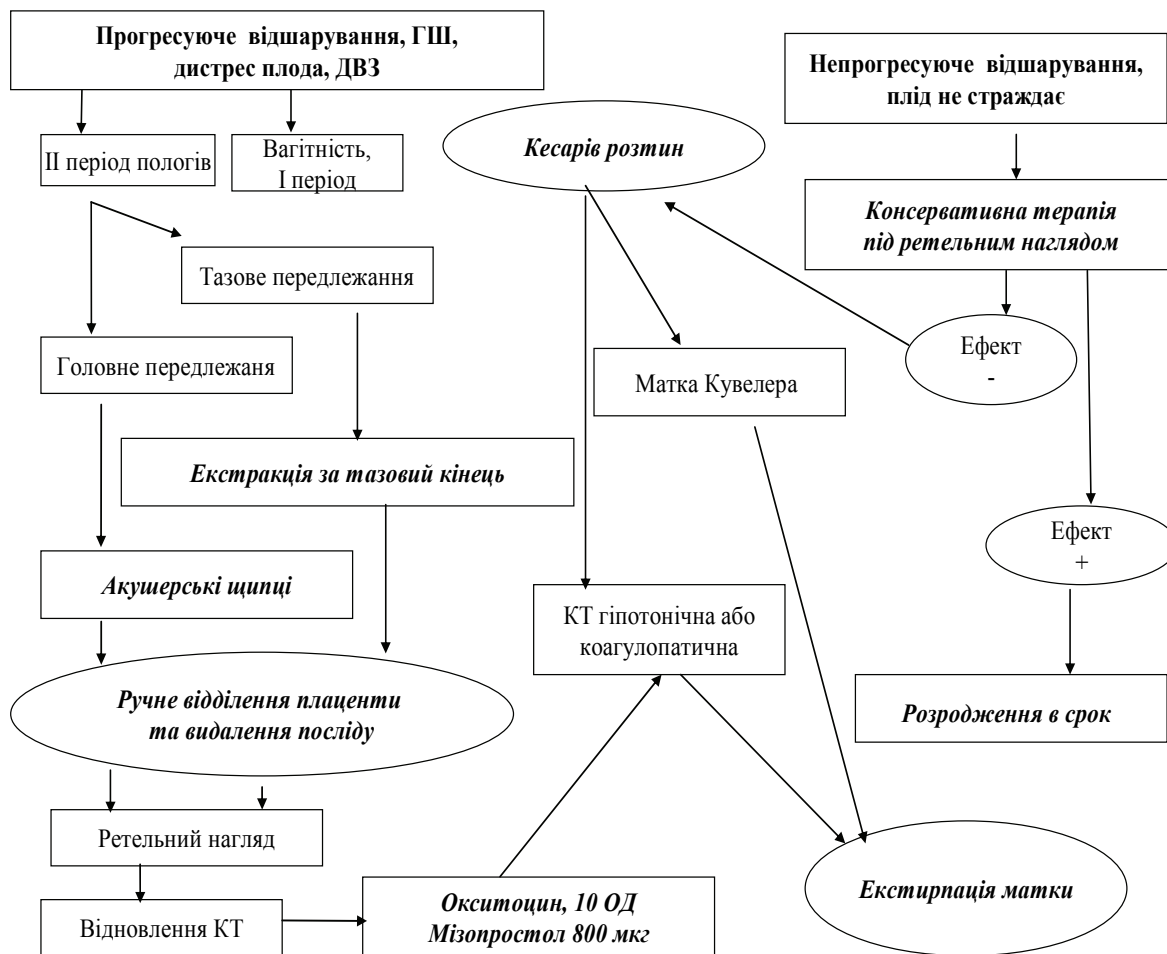 Прогресуюче відшарування, ГШ,
дистрес плода, ДВЗ
Непрогресуюче відшарування,
плід не страждає
ІІ період пологів
Вагітність,
І період
Кесарів розтин
Консервативна терапія
під ретельним наглядом
Тазове передлежання
Головне передлежаня
Матка Кувелера
Ефект
-
Екстракція за тазовий кінець
Ефект
+
Акушерські щипці
КТ гіпотонічна або
коагулопатична
Ручне відділення плаценти
та видалення посліду
Розродження в срок
Ретельний нагляд
Відновлення КТ
Окситоцин, 10 ОД
Мізопростол 800 мкг
Екстирпація матки